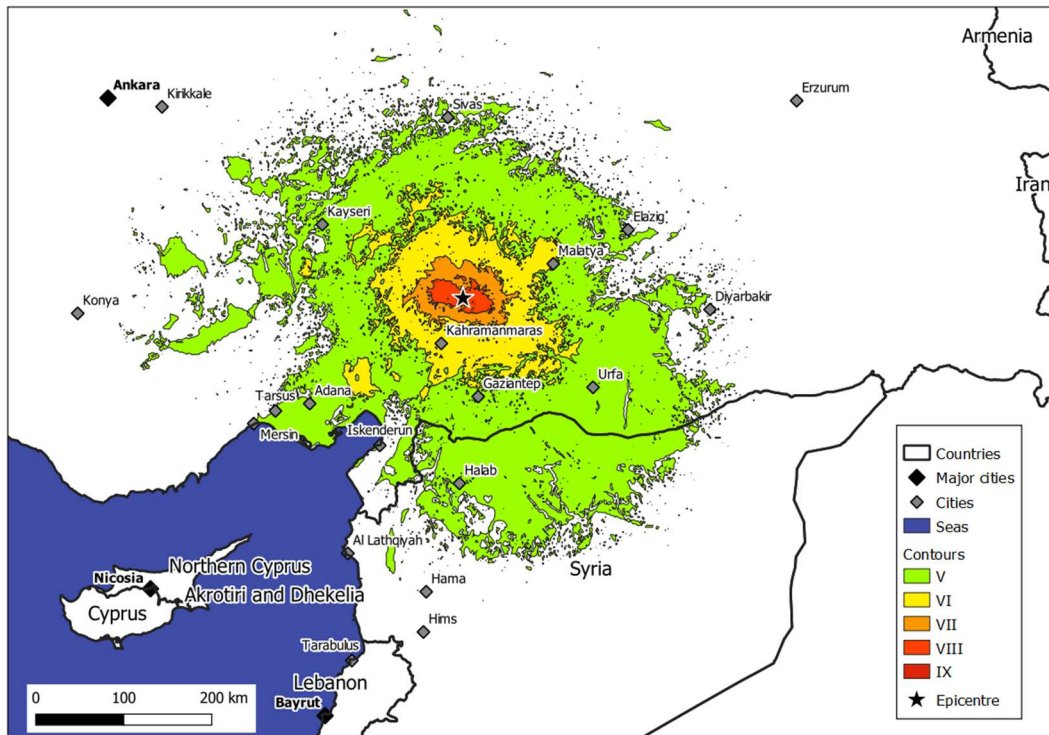 Armenia
Ankara
Kirikkale
Erzurum
Sivas
Iran
Kayseri
Elazig
Malatya
Konya
Diyarbakir
Kahramanmaras
Urfa
Gaziantep
Adana
Tarsus
Mersin
Iskenderun
Halab
Al Lathqiyah
Syria
Northern Cyprus
Nicosia
Hama
Akrotiri and Dhekelia
Cyprus
Hims
Tarabulus
Lebanon
Bayrut
0 100 200 km
Countries
Major cities
Cities
Seas
Contours
V
VI
VII
VIII
IX
Epicentre